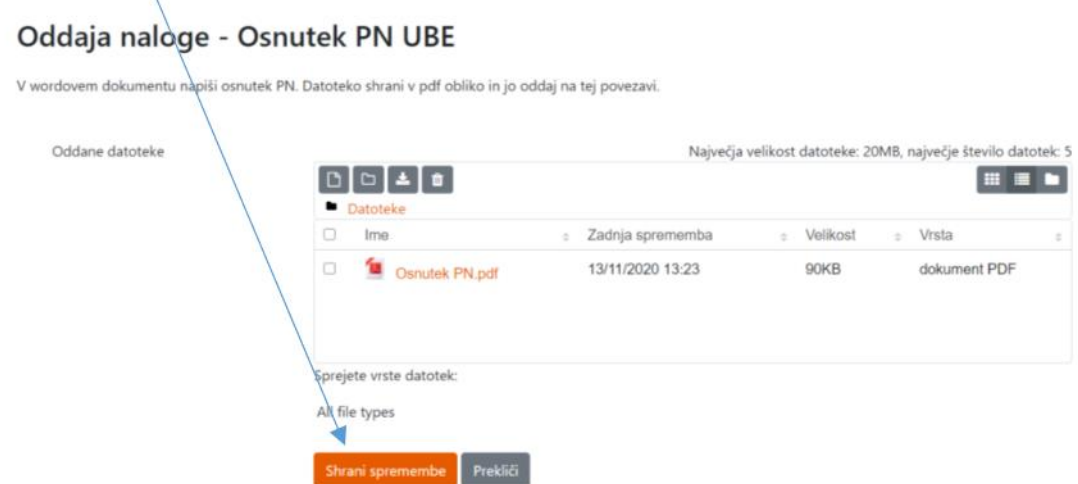 Oddaja naloge - Osnutek PN UBE
V wordovem dokumentu napiši osnutek PN. Datoteko shrani v pdf obliko in jo oddaj na tej povezavi.
Oddane datoteke
Največja velikost datoteke: 20MB, največje število datotek: 5
Datoteke
Ime Zadnja sprememba Velikost Vrsta
Osnutek PN.pdf 13/11/2020 13:23 90KB dokument PDF
Sprejete vrste datotek:
All file types
Shrani spremembe Prekliči